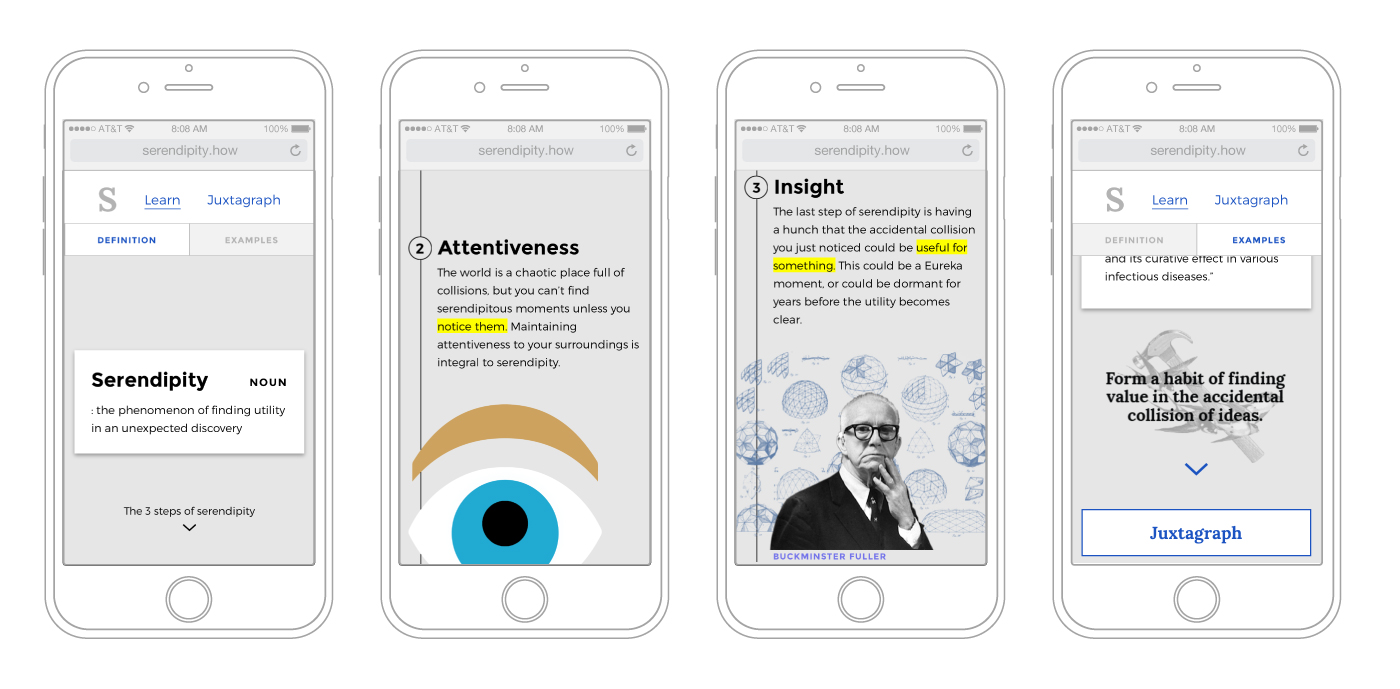 AT&T 8:08 AM 100%
serendipity.how
S Learn Juxtagraph
DEFINITION EXAMPLES
Serendipity NOUN
: the phenomenon of finding utility
in an unexpected discovery
The 3 steps of serendipity
AT&T 8:08 AM 100%
serendipity.how
2 Attentiveness
The world is a chaotic place full of
collisions, but you can't find
serendipitous moments unless you
notice them. Maintaining
attentiveness to your surroundings is
integral to serendipity.
AT&T 8:08 AM 100%
serendipity.how
3 Insight
The last step of serendipity is having
a hunch that the accidental collision
you just noticed could be useful for
something. This could be a Eureka
moment, or could be dormant for
years before the utility becomes
clear.
BUCKMINSTER FULLER
AT&T 8:08 AM 100%
serendipity.how
S Learn Juxtagraph
DEFINITION EXAMPLES
and its curative effect in various
infectious diseases."
Form a habit of finding
value in the accidental
collision of ideas.
Juxtagraph